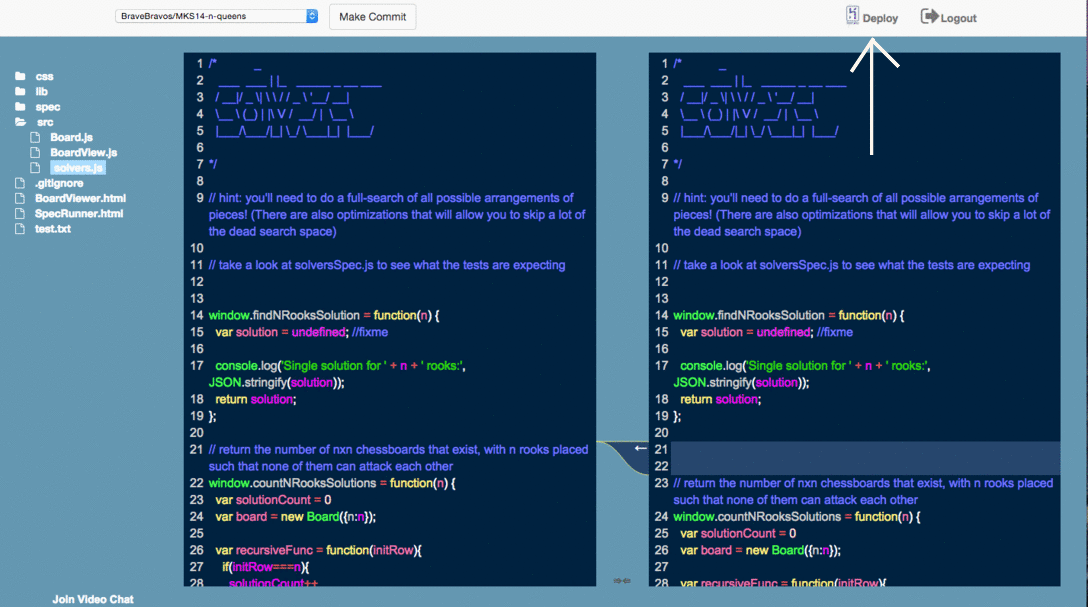 BraveBravos/MKS14-n-queens
Make Commit
Deploy
Logout
css
lib
spec
src
Board.js
BoardView.js
solvers.js
.gitignore
BoardViewer.html
SpecRunner.html
test.txt
Join Video Chat
1 /*
2
3
4
5
6
7 */
8
9 // hint: you'll need to do a full-search of all possible arrangements of
pieces! (There are also optimizations that will allow you to skip a lot of
the dead search space)
10
11 // take a look at solversSpec.js to see what the tests are expecting
12
13
14 window.findNRooksSolution = function(n) {
15 var solution = undefined; //fixme
16
17 console.log('Single solution for ' + n + ' rooks:',
JSON.stringify(solution));
18 return solution;
19 };
20
21 // return the number of nxn chessboards that exist, with n rooks placed
such that none of them can attack each other
22 window.countNRooksSolutions = function(n) {
23 var solutionCount = 0
24 var board = new Board({n:n});
25
26 var recursiveFunc = function(initRow){
27 if(initRow===n){
28 solutionCount++
1 /*
2
3
4
5
6
7 */
8
9 // hint: you'll need to do a full-search of all possible arrangements of
pieces! (There are also optimizations that will allow you to skip a lot of
the dead search space)
10
11 // take a look at solversSpec.js to see what the tests are expecting
12
13
14 window.findNRooksSolution = function(n) {
15 var solution = undefined; //fixme
16
17 console.log('Single solution for ' + n + ' rooks:',
JSON.stringify(solution));
18 return solution;
19 };
20
21
22
23 // return the number of nxn chessboards that exist, with n rooks placed
such that none of them can attack each other
24 window.countNRooksSolutions = function(n) {
25 var solutionCount = 0
26 var board = new Board({n:n});
27
28 var recursiveFunc = function(initRow){